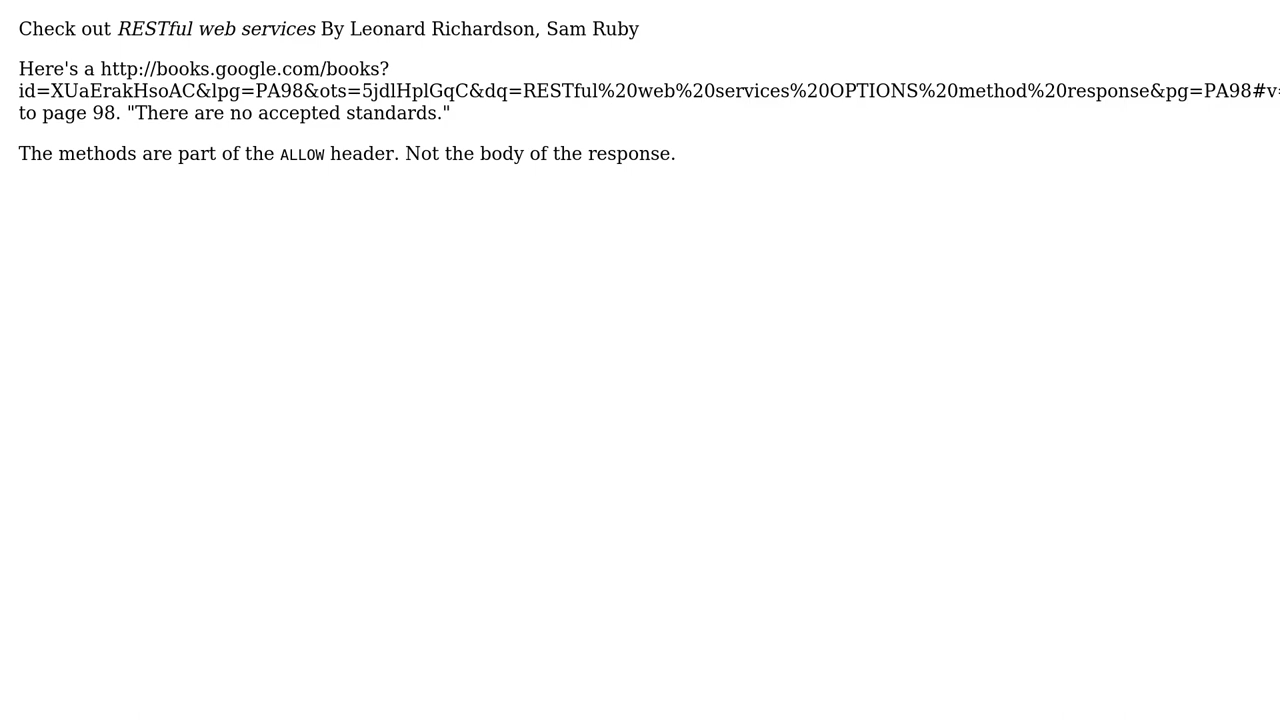 Check out RESTful web services By Leonard Richardson, Sam Ruby
Here's a http://books.google.com/books?
id=XUaErakHsoAC&lpg=PA98&ots=5jdlHplGqC&dq=RESTful%20web%20services%20OPTIONS%20method%20response&pg=PA98#v=
to page 98. "There are no accepted standards."
The methods are part of the ALLOW header. Not the body of the response.